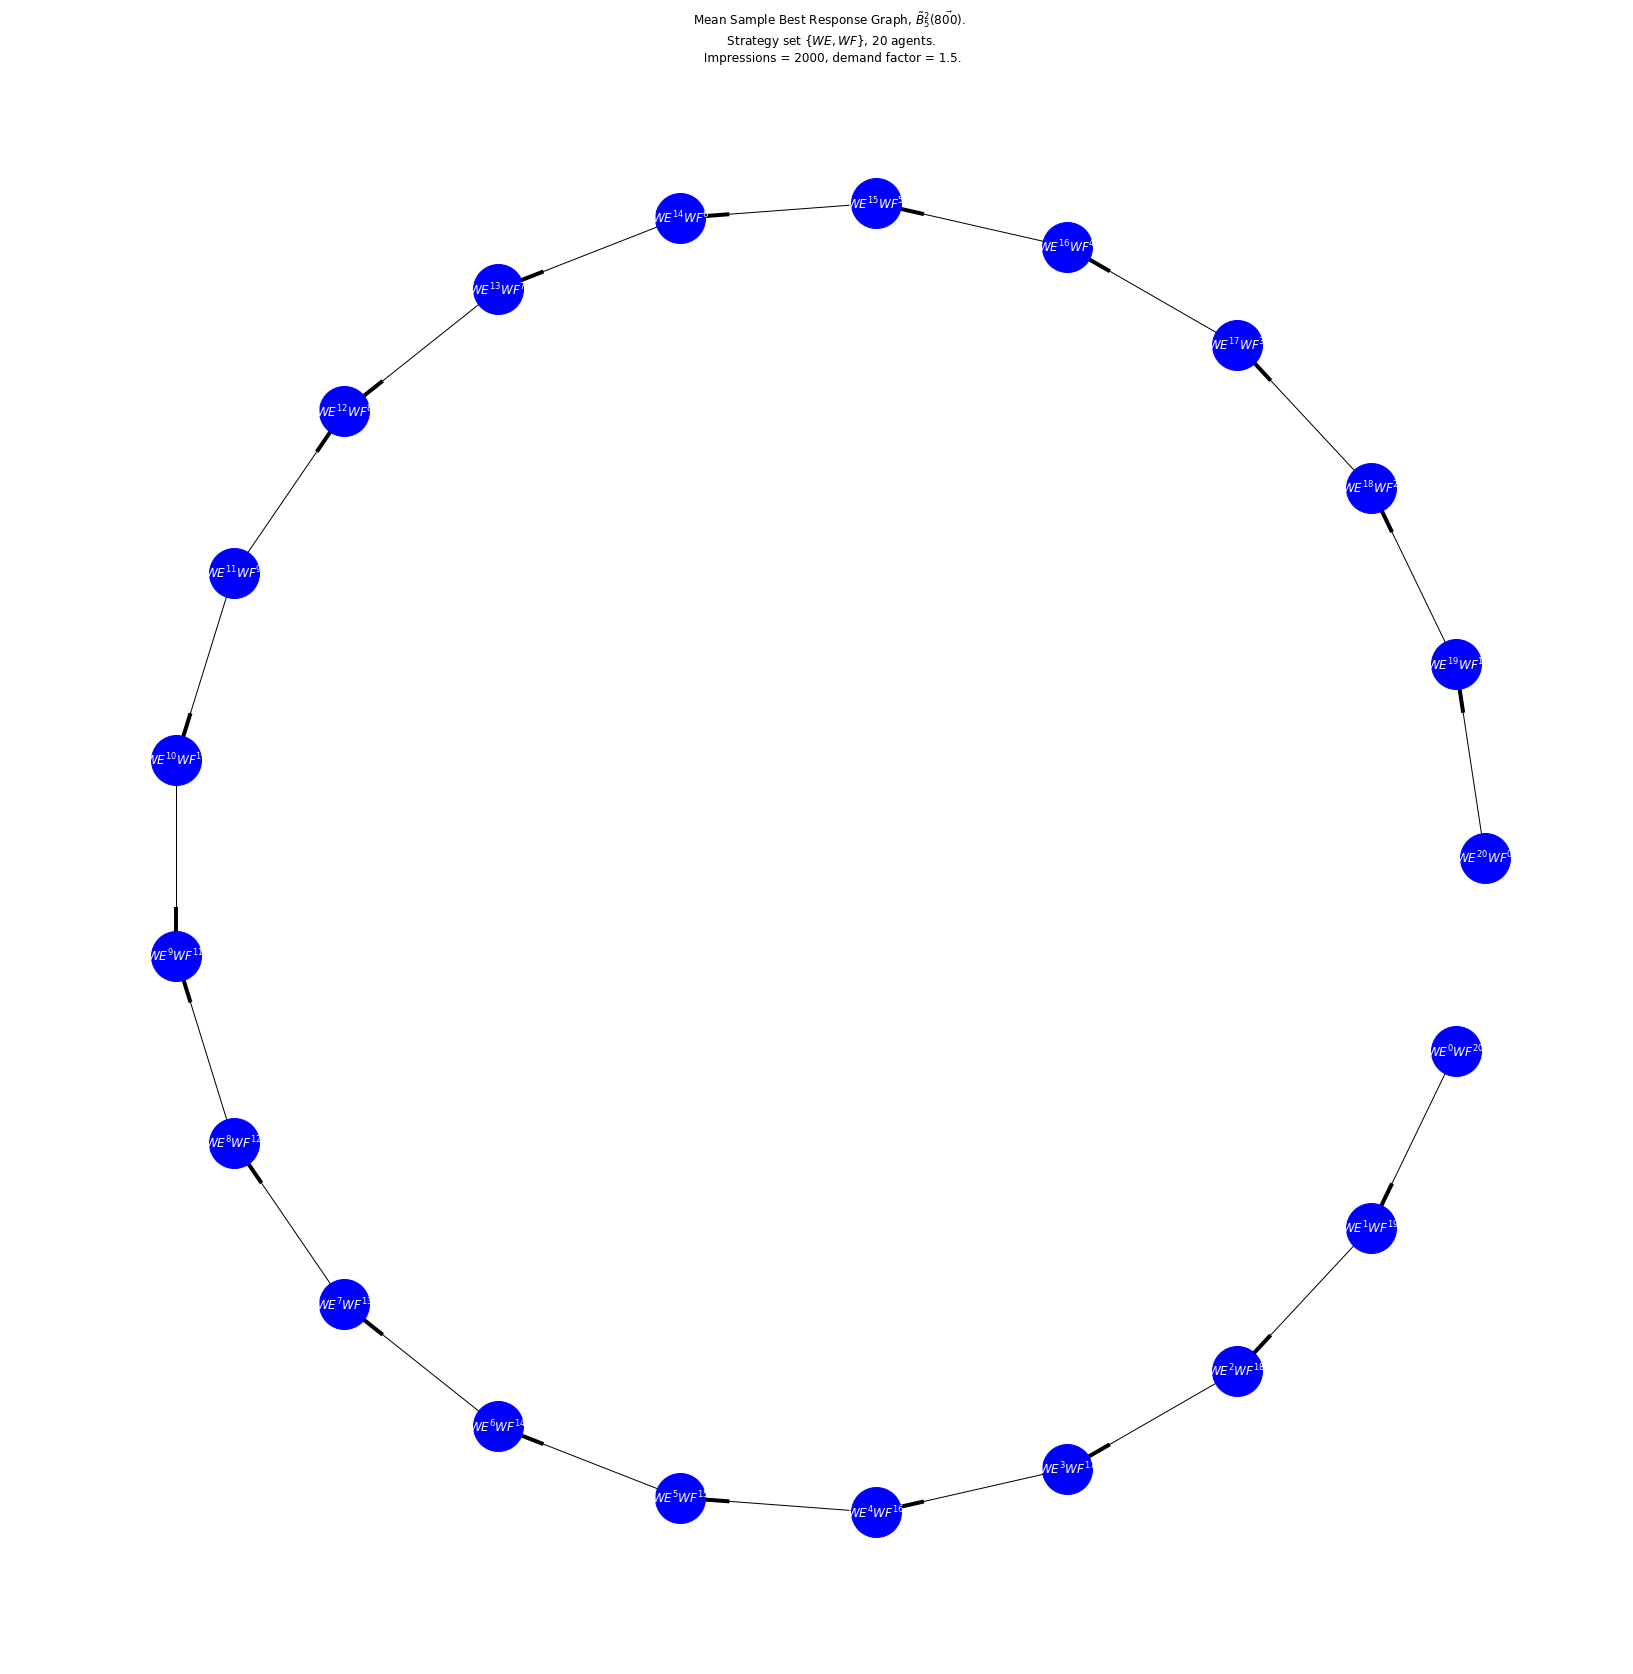 Mean Sample Best Response Graph, $\tilde{B}_5^2(\vec{800})$.
Strategy set $\{WE, WF\}$, 20 agents.
Impressions = 2000, demand factor = 1.5.
$WE^{15}WF^{5}$
$WE^{14}WF^{6}$
$WE^{16}WF^{4}$
$WE^{13}WF^{7}$
$WE^{17}WF^{3}$
$WE^{12}WF^{8}$
$WE^{18}WF^{2}$
$WE^{11}WF^{9}$
$WE^{19}WF^{1}$
$WE^{10}WF^{1}$
$WE^{20}WF^{0}$
$WE^{9}WF^{11}$
$WE^{0}WF^{20}$
$WE^{8}WF^{12}$
$WE^{1}WF^{19}$
$WE^{7}WF^{13}$
$WE^{2}WF^{18}$
$WE^{6}WF^{14}$
$WE^{3}WF^{17}$
$WE^{5}WF^{15}$
$WE^{4}WF^{16}$